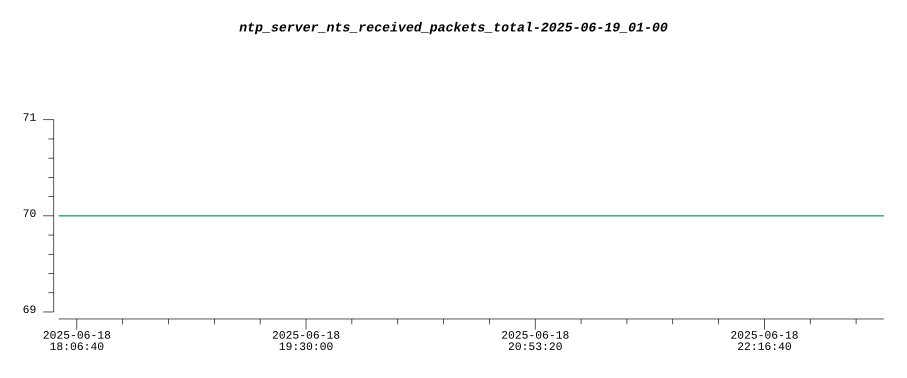 ntp_server_nts_received_packets_total-2025-06-19_01-00
71
70
69
2025-06-18 2025-06-18 2025-06-18 2025-06-18
18:06:40 19:30:00 20:53:20 22:16:40